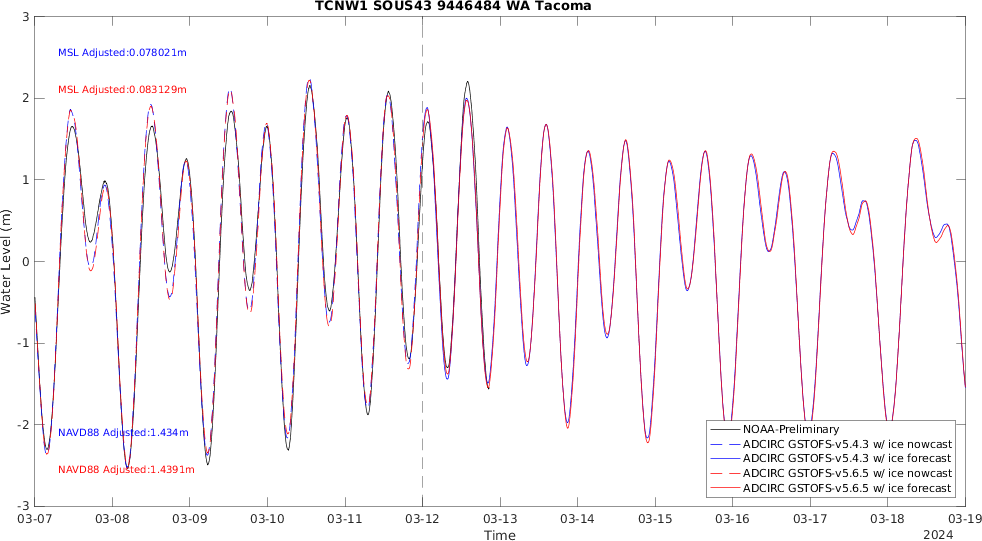 TCNW1 SOUS43 9446484 WA Tacoma
MSL Adjusted:0.078021m
MSL Adjusted:0.083129m
NAVD88 Adjusted:1.434m
NAVD88 Adjusted:1.4391m
3
2
1
0
-1
-2
-3
Water Level (m)
NOAA-Preliminary
ADCIRC GSTOFS-v5.4.3 w/ ice nowcast
ADCIRC GSTOFS-v5.4.3 w/ ice forecast
ADCIRC GSTOFS-v5.6.5 w/ ice nowcast
ADCIRC GSTOFS-v5.6.5 w/ ice forecast
03-07 03-08 03-09 03-10 03-11 03-12 03-13 03-14 03-15 03-16 03-17 03-18 03-19
Time
2024